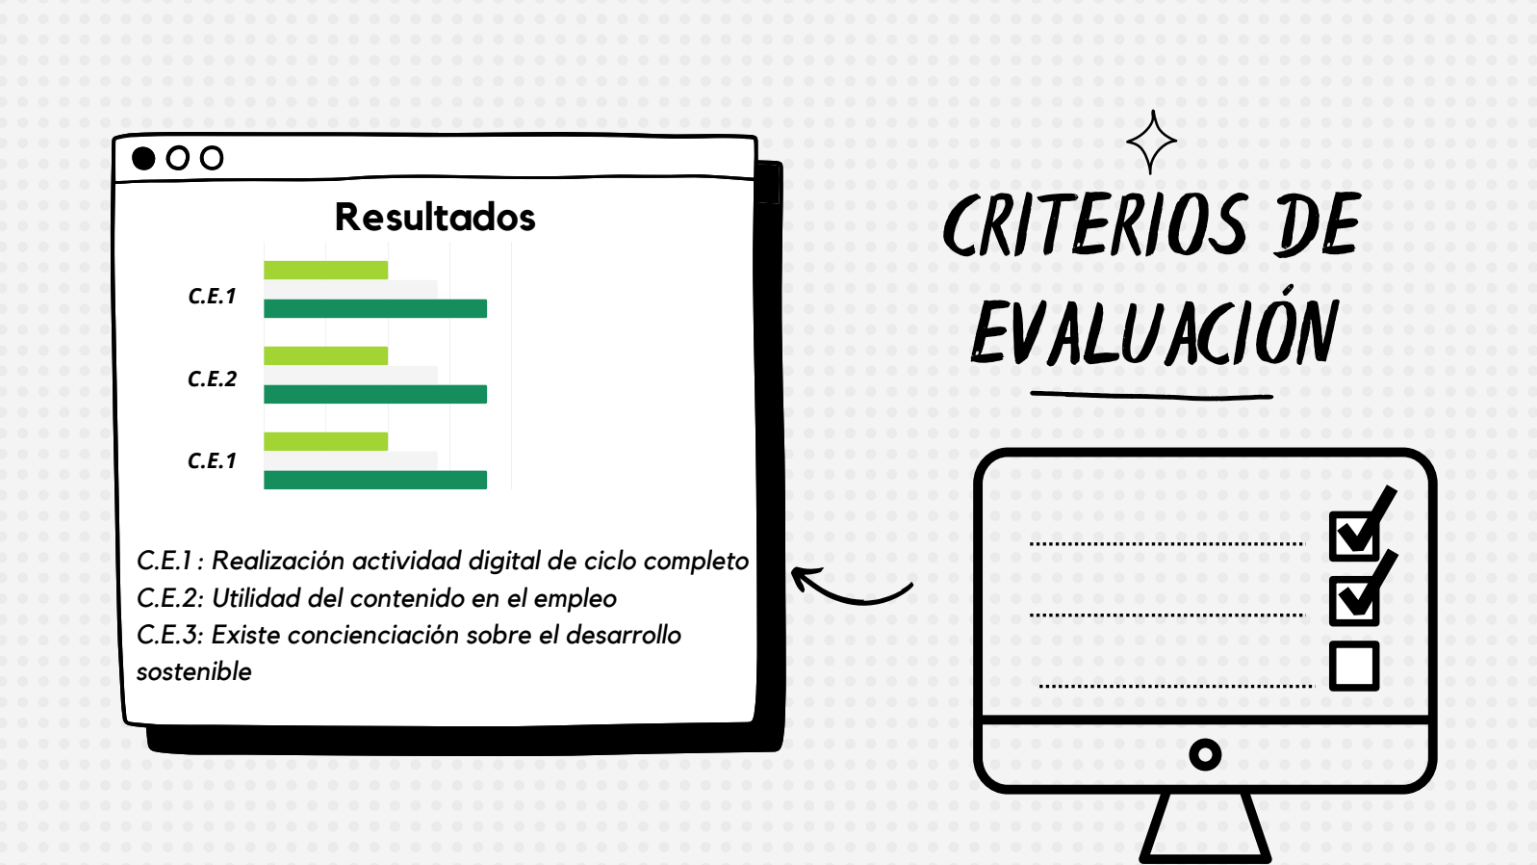 Resultados
C.E.1
C.E.2
C.E.1
C.E.1 : Realización actividad digital de ciclo completo
C.E.2: Utilidad del contenido en el empleo
C.E.3: Existe concienciación sobre el desarrollo
sostenible
CRITERIOS DE
EVALUACIÓN